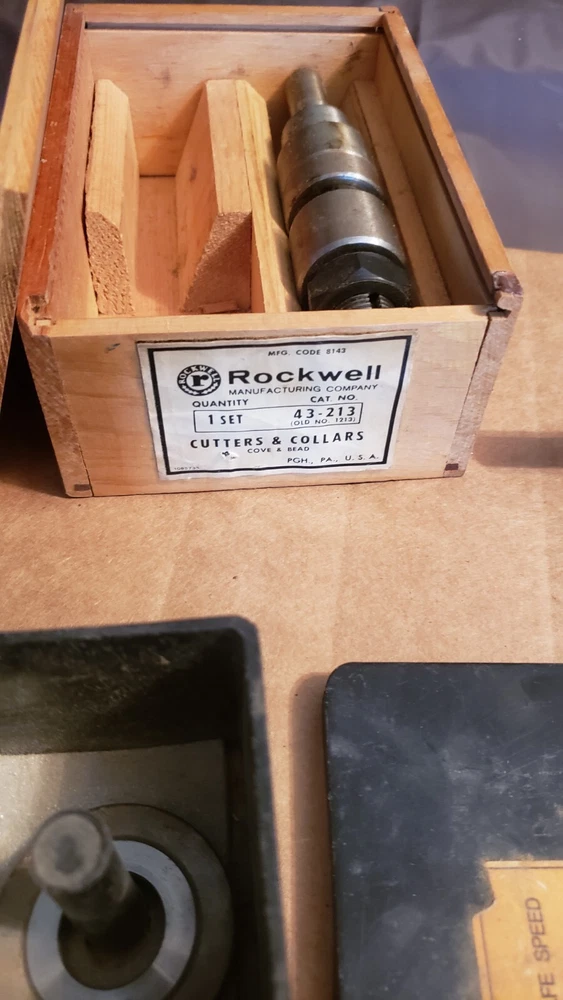 MFG. CODE 8143
ROCKWELL
r
Rockwell
MANUFACTURING COMPANY
QUANTITY CAT. NO.
1 SET 43-213
(OLD NO. 1213)
CUTTERS & COLLARS
COVE & BEAD
PGH., PA., U.S.A.
FE SPEED